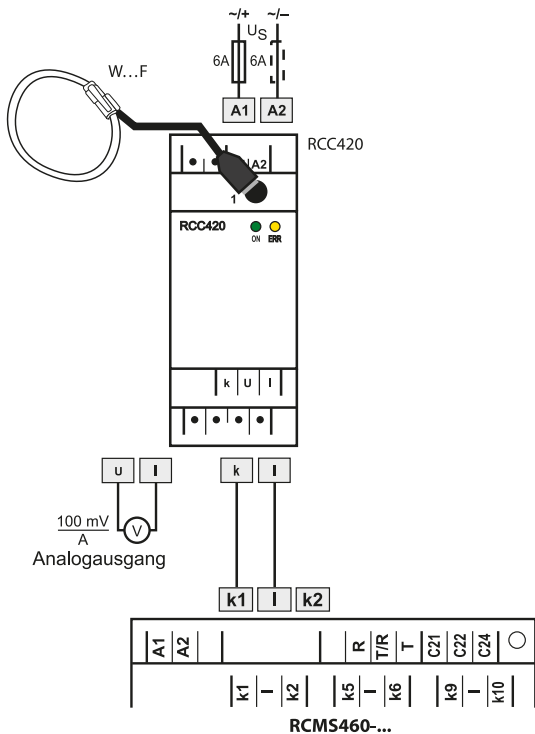 ~/+ ~/–
U_S
6A 6A
W...F
A1 A2
RCC420
A2
1
RCC420
ON ERR
k U I
U I k I
100 mV
A
V
Analogausgang
k1 I k2
A1 A2 R T/R T C21 C22 C24
k1 I k2 k5 I k6 k9 I k10
RCMS460-...